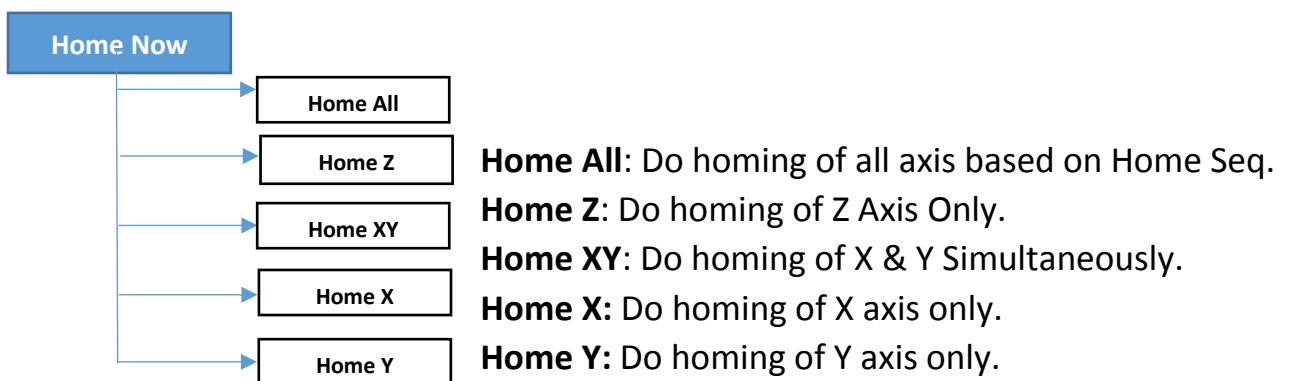 Home Now
Home All
Home Z
Home XY
Home X
Home Y
Home All: Do homing of all axis based on Home Seq.
Home Z: Do homing of Z Axis Only.
Home XY: Do homing of X & Y Simultaneously.
Home X: Do homing of X axis only.
Home Y: Do homing of Y axis only.